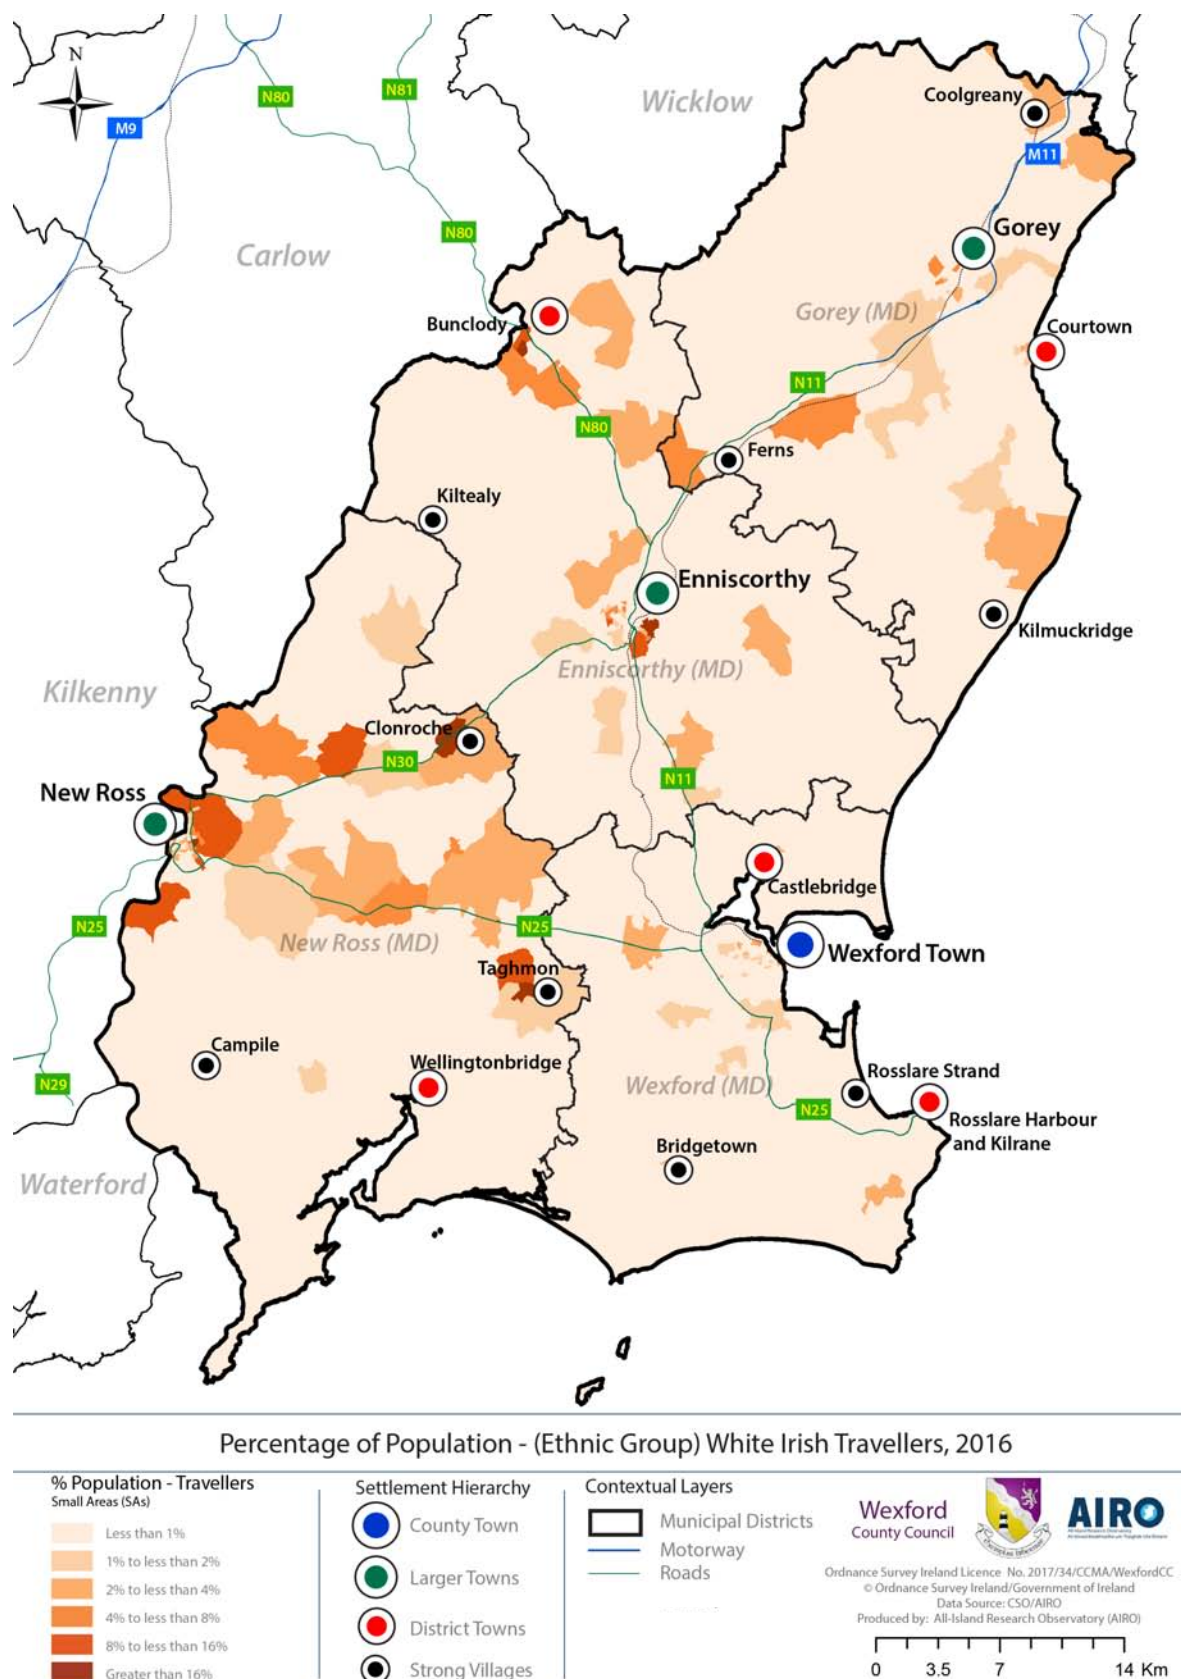 N
N80
N81
Wicklow
Coolgreany
M9
M11
N80
Gorey
Carlow
Gorey (MD)
Bunclody
Courtown
N11
N80
Ferns
Kiltealy
Enniscorthy
Kilmuckridge
Enniscorthy (MD)
Kilkenny
Clonroche
N30
New Ross
N11
Castlebridge
N25
N25
New Ross (MD)
Wexford Town
Taghmon
Campile
Wellingtonbridge
Rosslare Strand
N29
Wexford (MD)
N25
Rosslare Harbour
and Kilrane
Bridgetown
Waterford
Percentage of Population - (Ethnic Group) White Irish Travellers, 2016
% Population - Travellers
Small Areas (SAs)
Less than 1%
1% to less than 2%
2% to less than 4%
4% to less than 8%
8% to less than 16%
Greater than 16%
Settlement Hierarchy
County Town
Larger Towns
District Towns
Strong Villages
Contextual Layers
Municipal Districts
Motorway
Roads
Wexford
County Council
AIRO
Ordnance Survey Ireland Licence No. 2017/34/CCMA/WexfordCC
© Ordnance Survey Ireland/Government of Ireland
Data Source: CSO/AIRO
Produced by: All-Island Research Observatory (AIRO)
0 3.5 7 14 Km